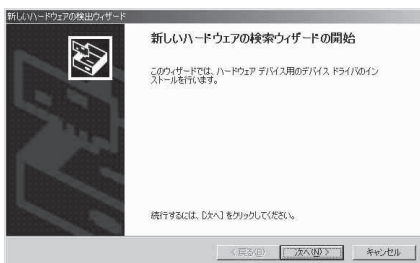 新しいハードウェアの検出ウィザード
新しいハードウェアの検索ウィザードの開始
このウィザードでは、ハードウェア デバイス用のデバイス ドライバのイン
ストールを行います。
続行するには、[次へ] をクリックしてください。
< 戻る(B)
次へ(N) >
キャンセル